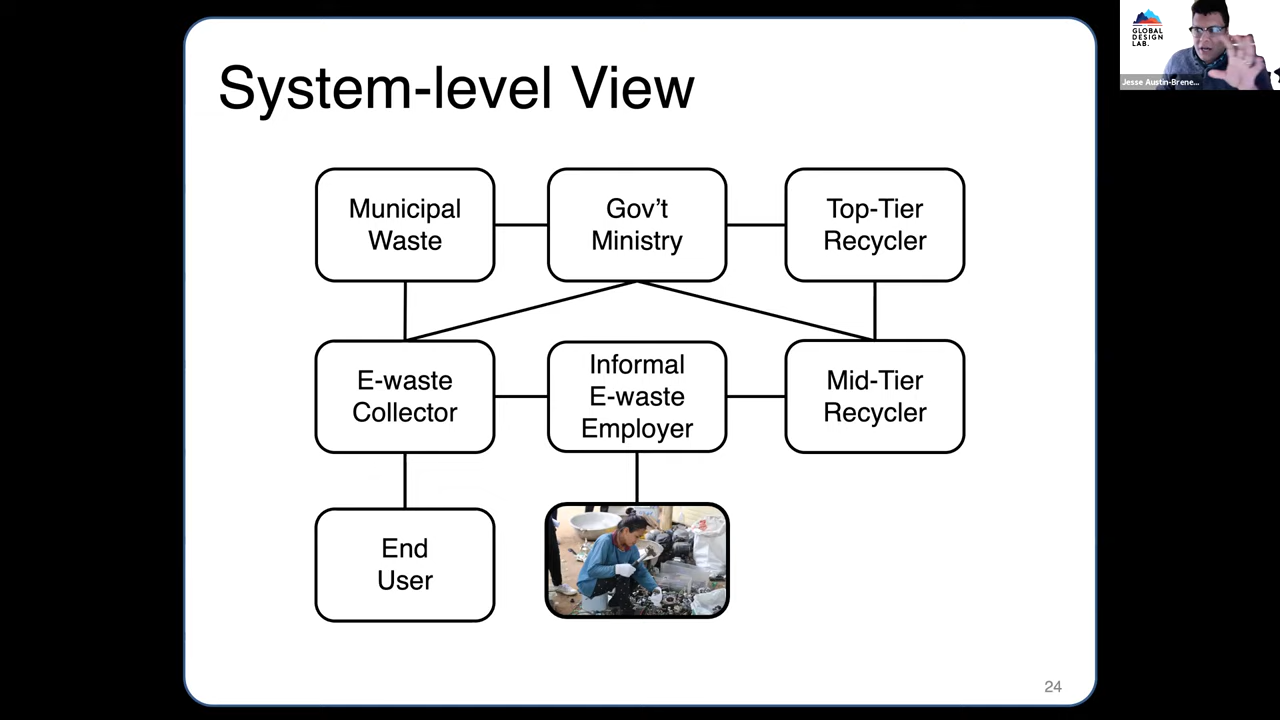 System-level View
Municipal
Waste
Gov't
Ministry
Top-Tier
Recycler
E-waste
Collector
Informal
E-waste
Employer
Mid-Tier
Recycler
End
User
24
GLOBAL
DESIGN
LAB.
Jesse Austin-Brene...